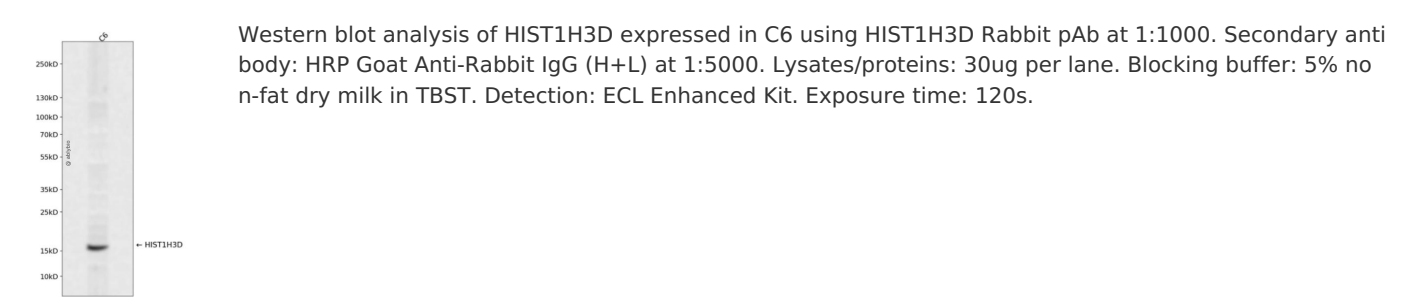 C6
250kD
130kD
100kD
70kD
55kD
35kD
25kD
15kD
10kD
@ ablybio
← HIST1H3D
Western blot analysis of HIST1H3D expressed in C6 using HIST1H3D Rabbit pAb at 1:1000. Secondary anti
body: HRP Goat Anti-Rabbit IgG (H+L) at 1:5000. Lysates/proteins: 30ug per lane. Blocking buffer: 5% no
n-fat dry milk in TBST. Detection: ECL Enhanced Kit. Exposure time: 120s.